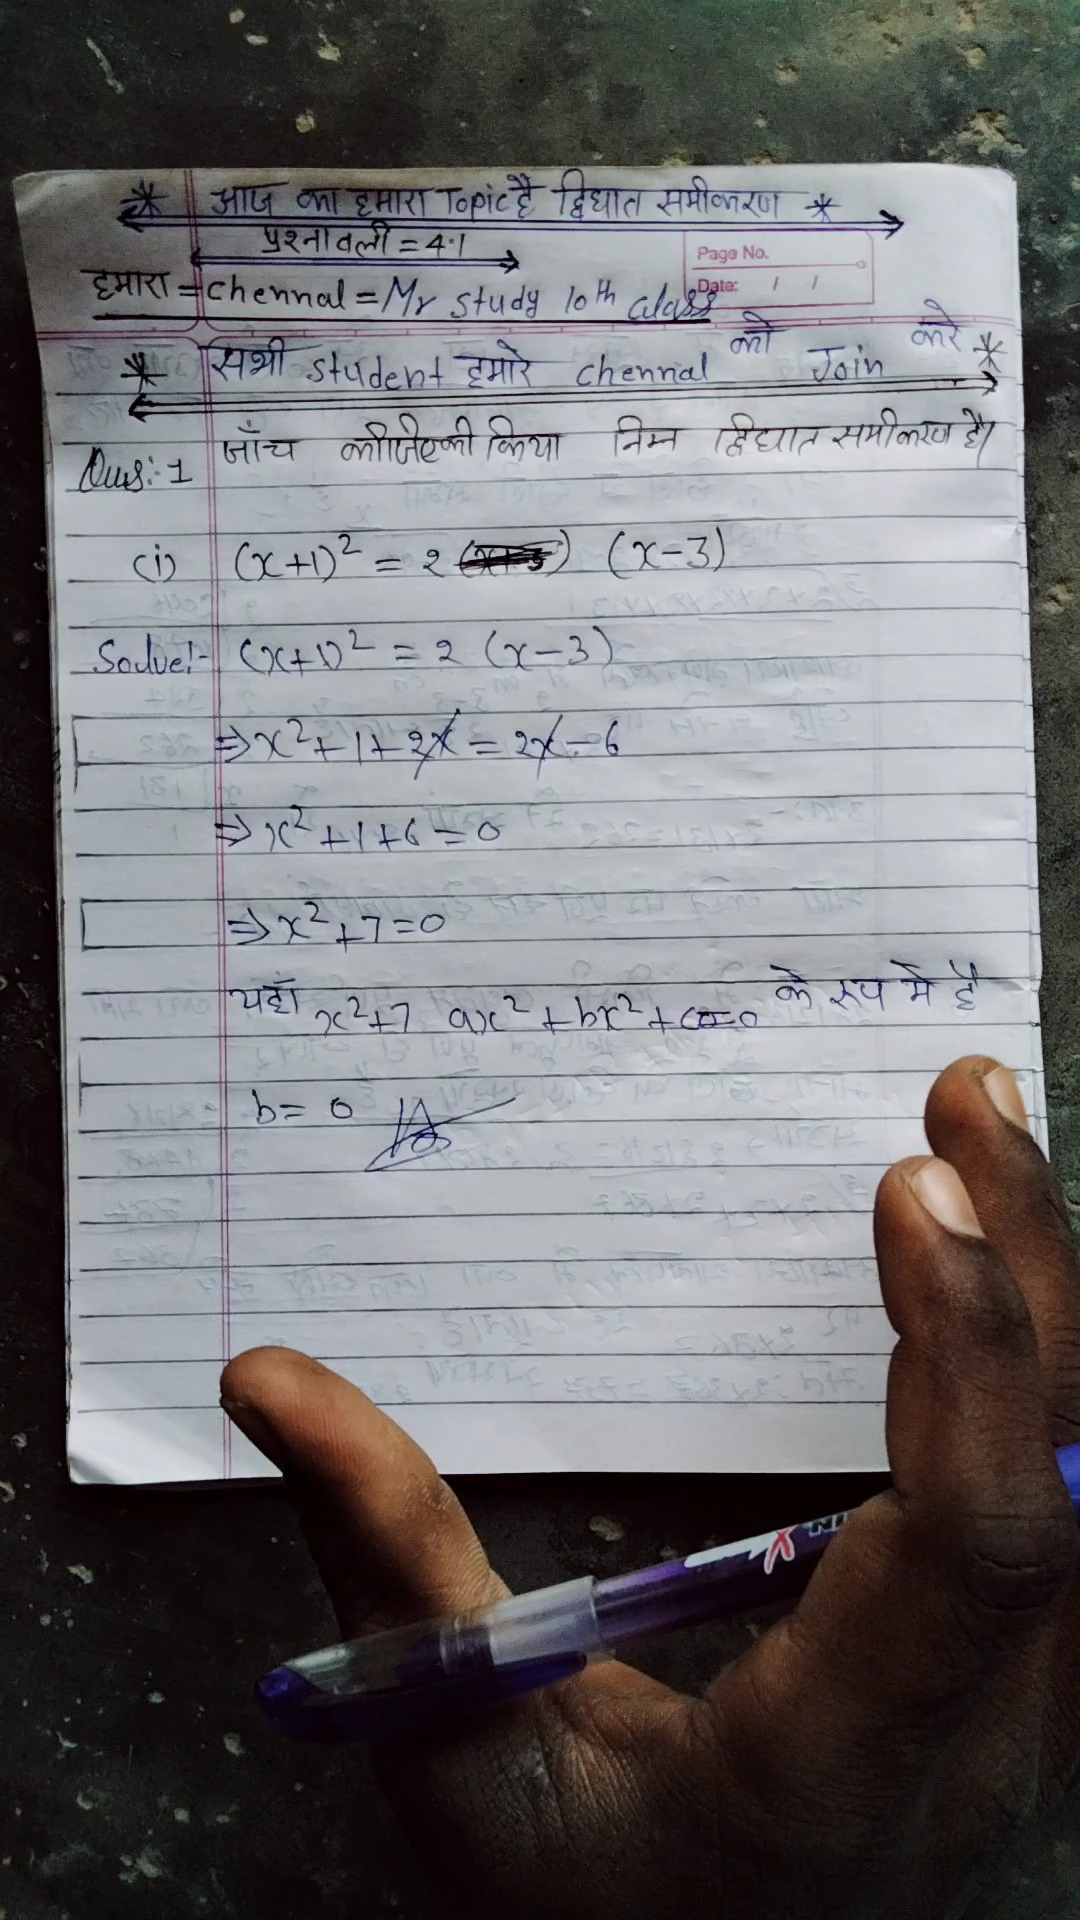 * आज का हमारा Topic है द्विघात समीकरण *
प्रश्नावली = 4.1
Page No.
Date: / /
हमारा = Chennal = Mr Study 10th Class
* सभी student हमारे chennal को Join करे *
Qus:-1 जाँच कीजिएकी किया निम्न द्विघात समीकरण है।
(i) (x+1)² = 2 (x-3)
Solve:- (x+1)² = 2 (x-3)
⇒ x² + 1 + 2x = 2x - 6
⇒ x² + 1 + 6 = 0
⇒ x² + 7 = 0
यहाँ x²+7 ax² + bx² + c = 0 के रूप मे है
b = 0